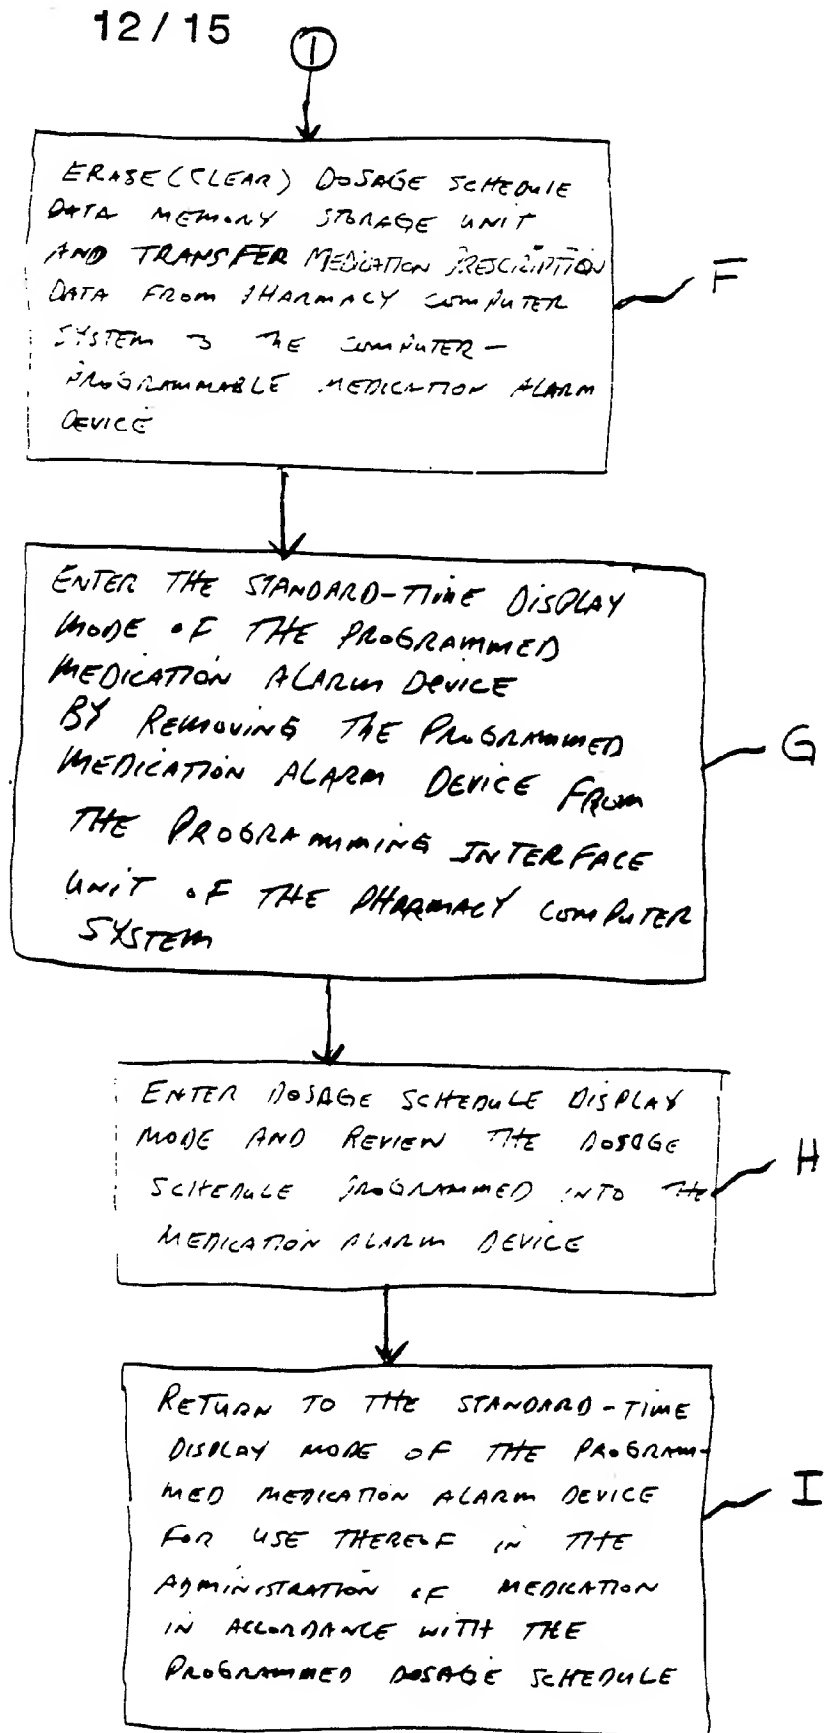 12/15
1
ERASE (CLEAR) DOSAGE SCHEDULE
DATA MEMORY STORAGE UNIT
AND TRANSFER MEDICATION PRESCRIPTION
DATA FROM PHARMACY COMPUTER
SYSTEM TO THE COMPUTER-
PROGRAMMABLE MEDICATION ALARM
DEVICE
F
ENTER THE STANDARD-TIME DISPLAY
MODE OF THE PROGRAMMED
MEDICATION ALARM DEVICE
BY REMOVING THE PROGRAMMED
MEDICATION ALARM DEVICE FROM
THE PROGRAMMING INTERFACE
UNIT OF THE PHARMACY COMPUTER
SYSTEM
G
ENTER DOSAGE SCHEDULE DISPLAY
MODE AND REVIEW THE DOSAGE
SCHEDULE PROGRAMMED INTO THE
MEDICATION ALARM DEVICE
H
RETURN TO THE STANDARD-TIME
DISPLAY MODE OF THE PROGRAM-
MED MEDICATION ALARM DEVICE
FOR USE THEREOF IN THE
ADMINISTRATION OF MEDICATION
IN ACCORDANCE WITH THE
PROGRAMMED DOSAGE SCHEDULE
I